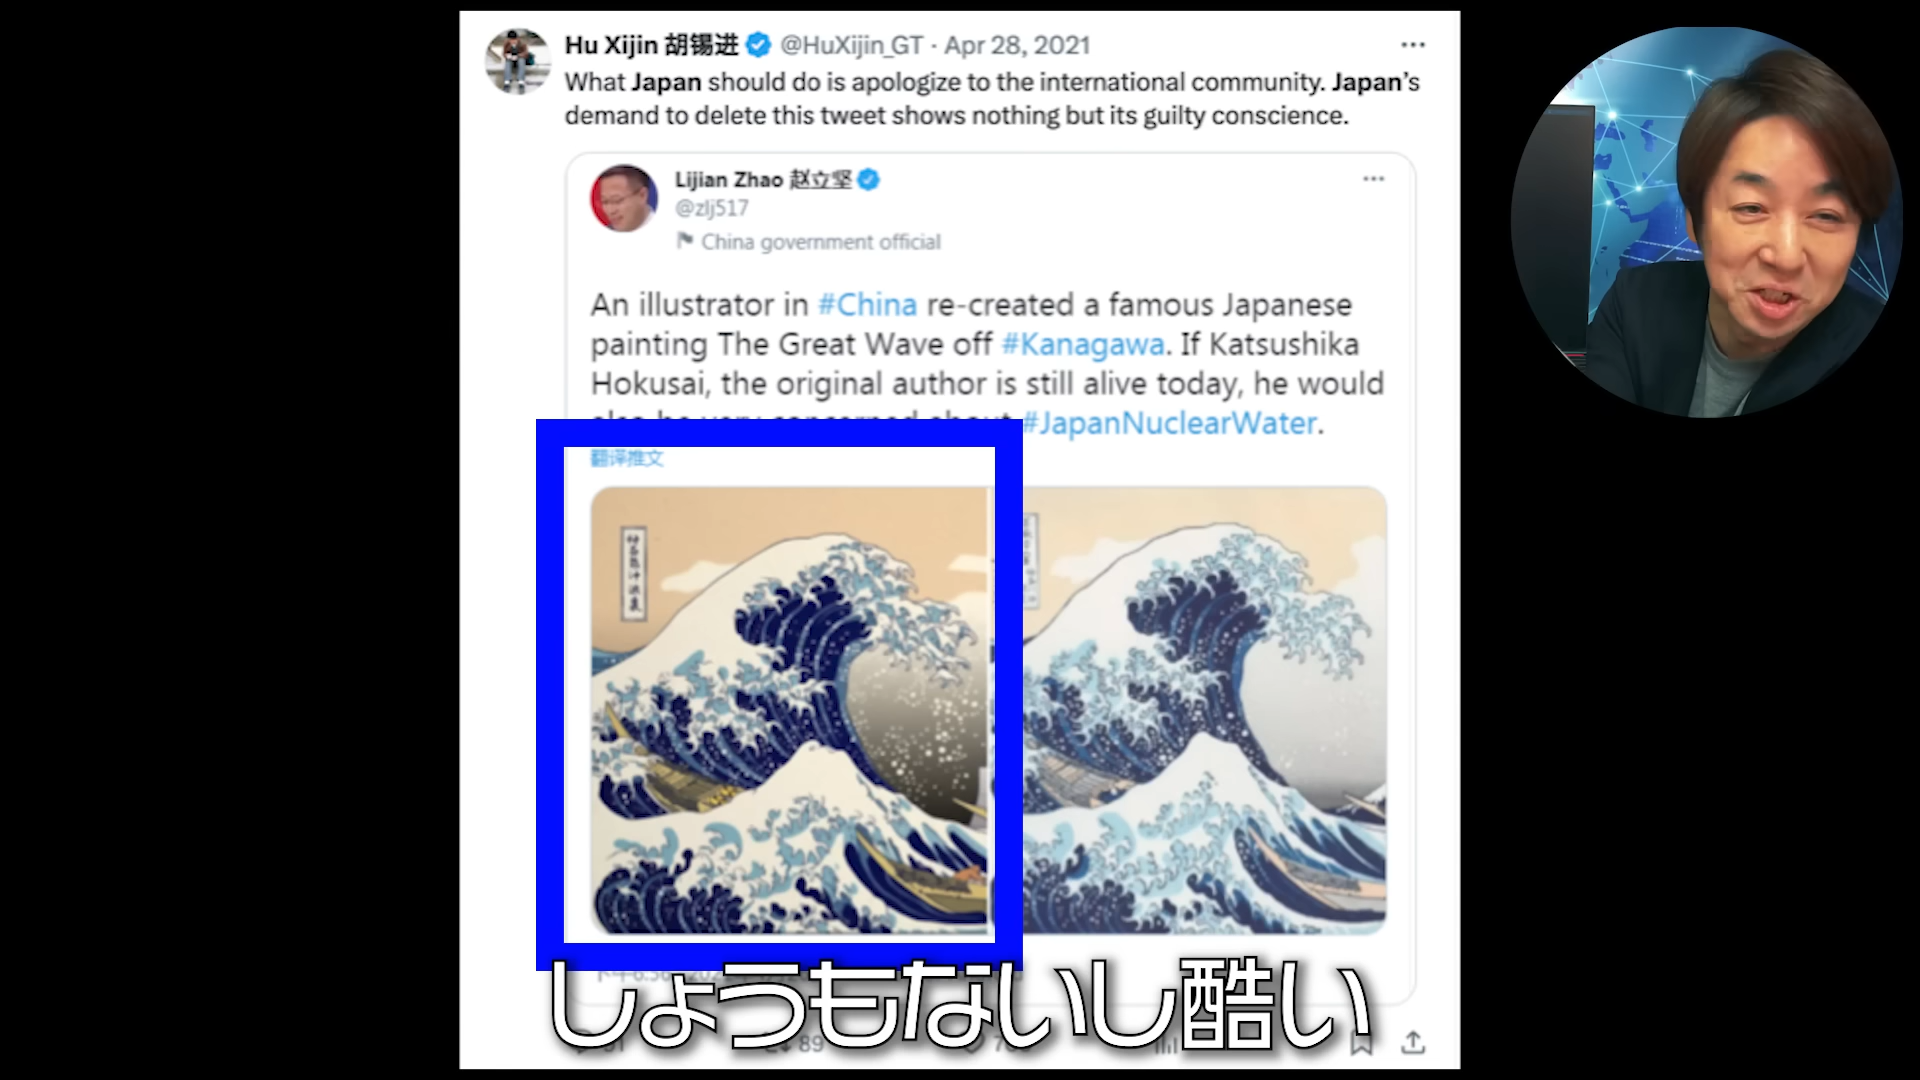 Hu Xijin 胡锡进 @HuXijin_GT · Apr 28, 2021
What Japan should do is apologize to the international community. Japan's
demand to delete this tweet shows nothing but its guilty conscience.
Lijian Zhao 赵立坚
@zlj517
China government official
An illustrator in #China re-created a famous Japanese
painting The Great Wave off #Kanagawa. If Katsushika
Hokusai, the original author is still alive today, he would
#JapanNuclearWater.
翻译推文
しょうもないし酷い
89